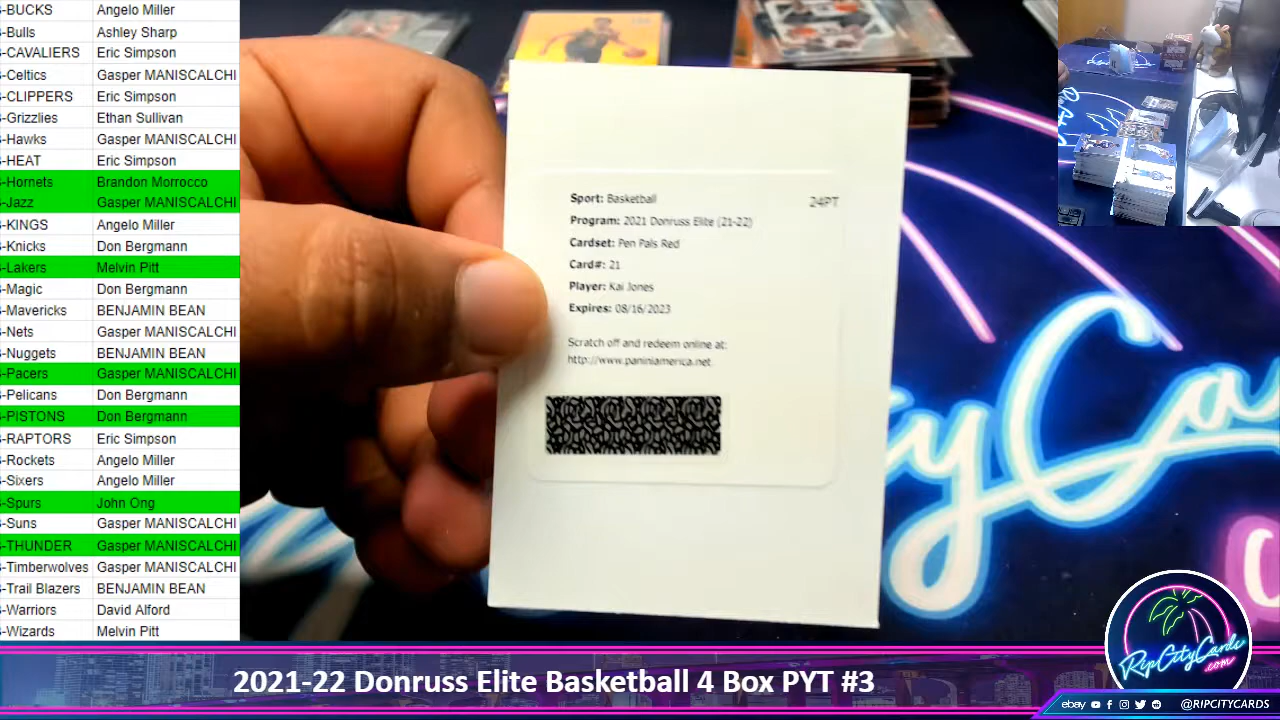 -BUCKS Angelo Miller
-Bulls Ashley Sharp
-CAVALIERS Eric Simpson
-Celtics Gasper MANISCALCHI
-CLIPPERS Eric Simpson
-Grizzlies Ethan Sullivan
-Hawks Gasper MANISCALCHI
-HEAT Eric Simpson
-Hornets Brandon Morrocco
-Jazz Gasper MANISCALCHI
-KINGS Angelo Miller
-Knicks Don Bergmann
-Lakers Melvin Pitt
-Magic Don Bergmann
-Mavericks BENJAMIN BEAN
-Nets Gasper MANISCALCHI
-Nuggets BENJAMIN BEAN
-Pacers Gasper MANISCALCHI
-Pelicans Don Bergmann
-PISTONS Don Bergmann
-RAPTORS Eric Simpson
-Rockets Angelo Miller
-Sixers Angelo Miller
-Spurs John Ong
-Suns Gasper MANISCALCHI
-THUNDER Gasper MANISCALCHI
-Timberwolves Gasper MANISCALCHI
-Trail Blazers BENJAMIN BEAN
-Warriors David Alford
-Wizards Melvin Pitt
Sport: Basketball 24PT
Program: 2021 Donruss Elite (21-22)
Cardset: Pen Pals Red
Card#: 21
Player: Kai Jones
Expires: 08/16/2023
Scratch off and redeem online at:
http://www.paniniamerica.net
RipCityCards
.com
2021-22 Donruss Elite Basketball 4 Box PYT #3
ebay @RIPCITYCARDS